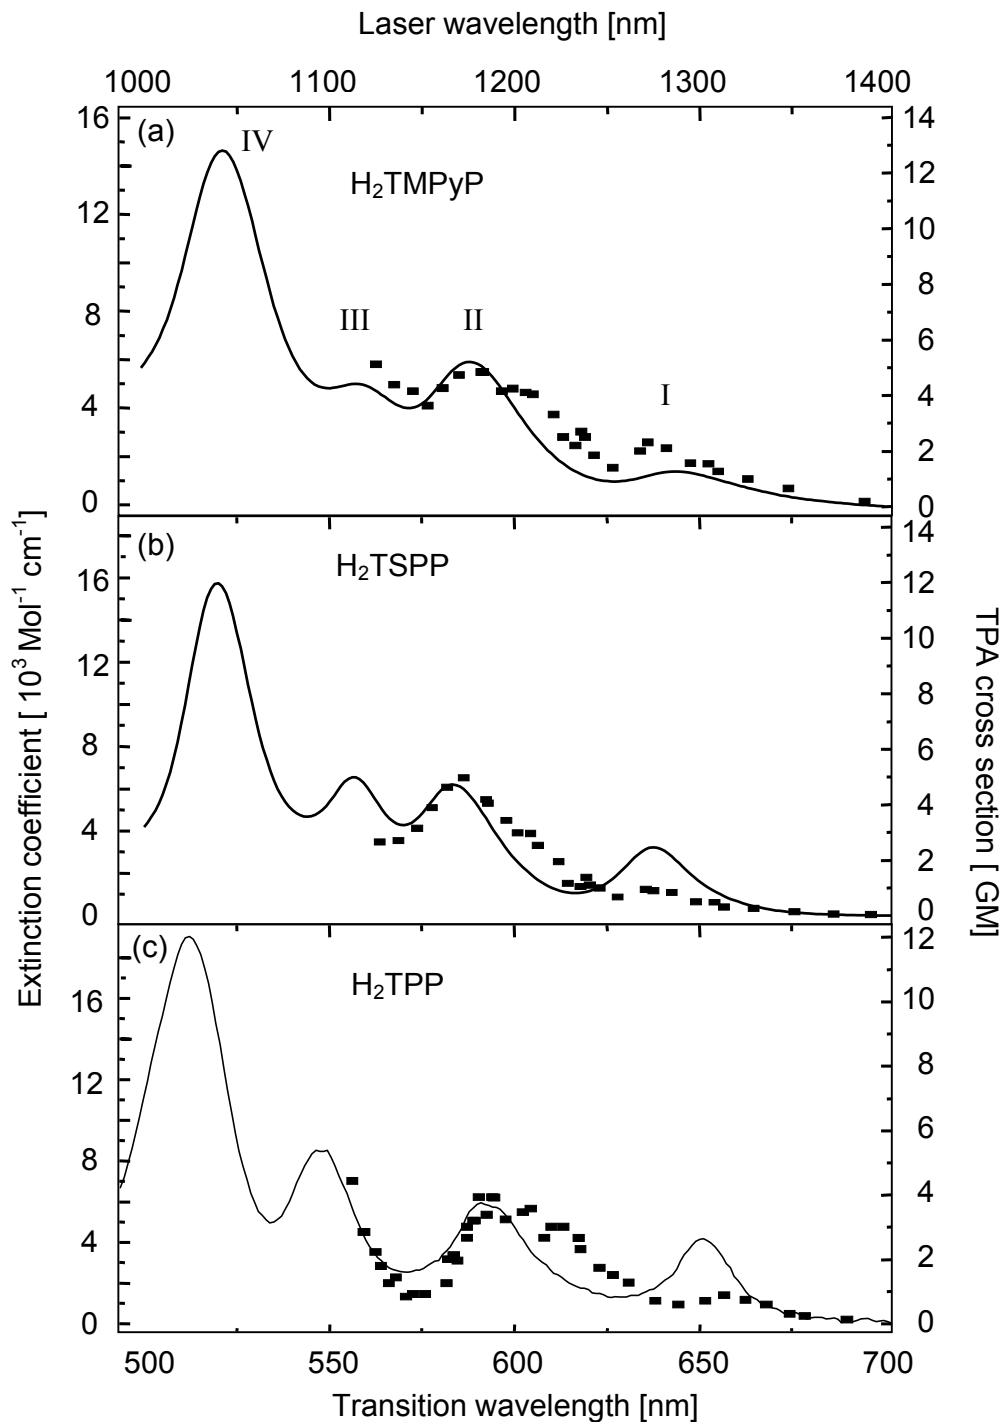 Laser wavelength [nm]
1000 1100 1200 1300 1400
16 12 8 4 0
(a)
IV
H₂TMPyP
III
II
I
14 12 10 8 6 4 2 0
(b)
H₂TSPP
16 12 8 4 0
14 12 10 8 6 4 2 0
(c)
H₂TPP
16 12 8 4 0
12 10 8 6 4 2 0
Extinction coefficient [ 10³ Mol⁻¹ cm⁻¹]
TPA cross section [ GM]
500 550 600 650 700
Transition wavelength [nm]